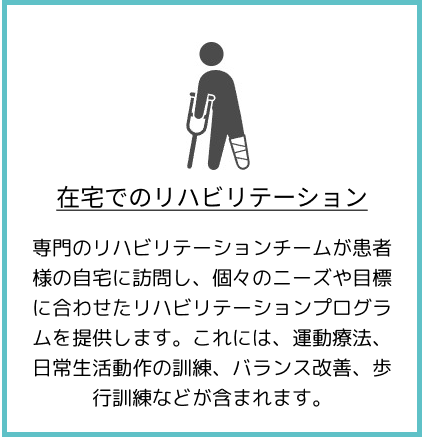 在宅でのリハビリテーション
専門のリハビリテーションチームが患者
様の自宅に訪問し、個々のニーズや目標
に合わせたリハビリテーションプログラ
ムを提供します。これには、運動療法、
日常生活動作の訓練、バランス改善、歩
行訓練などが含まれます。